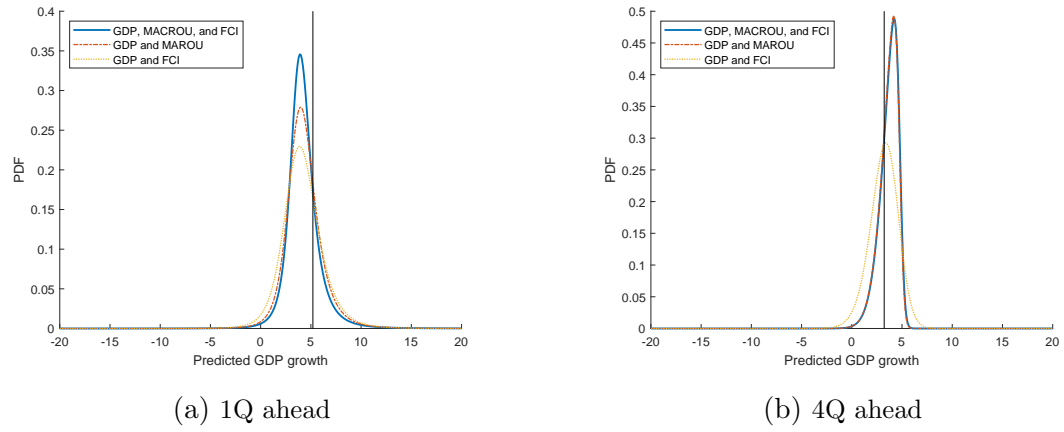 0.4
0.35
0.3
0.25
0.2
0.15
0.1
0.05
0
PDF
GDP, MACROU, and FCI
GDP and MAROU
GDP and FCI
-20 -15 -10 -5 0 5 10 15 20
Predicted GDP growth
(a) 1Q ahead
0.5
0.45
0.4
0.35
0.3
0.25
0.2
0.15
0.1
0.05
0
PDF
GDP, MACROU, and FCI
GDP and MAROU
GDP and FCI
-20 -15 -10 -5 0 5 10 15 20
Predicted GDP growth
(b) 4Q ahead